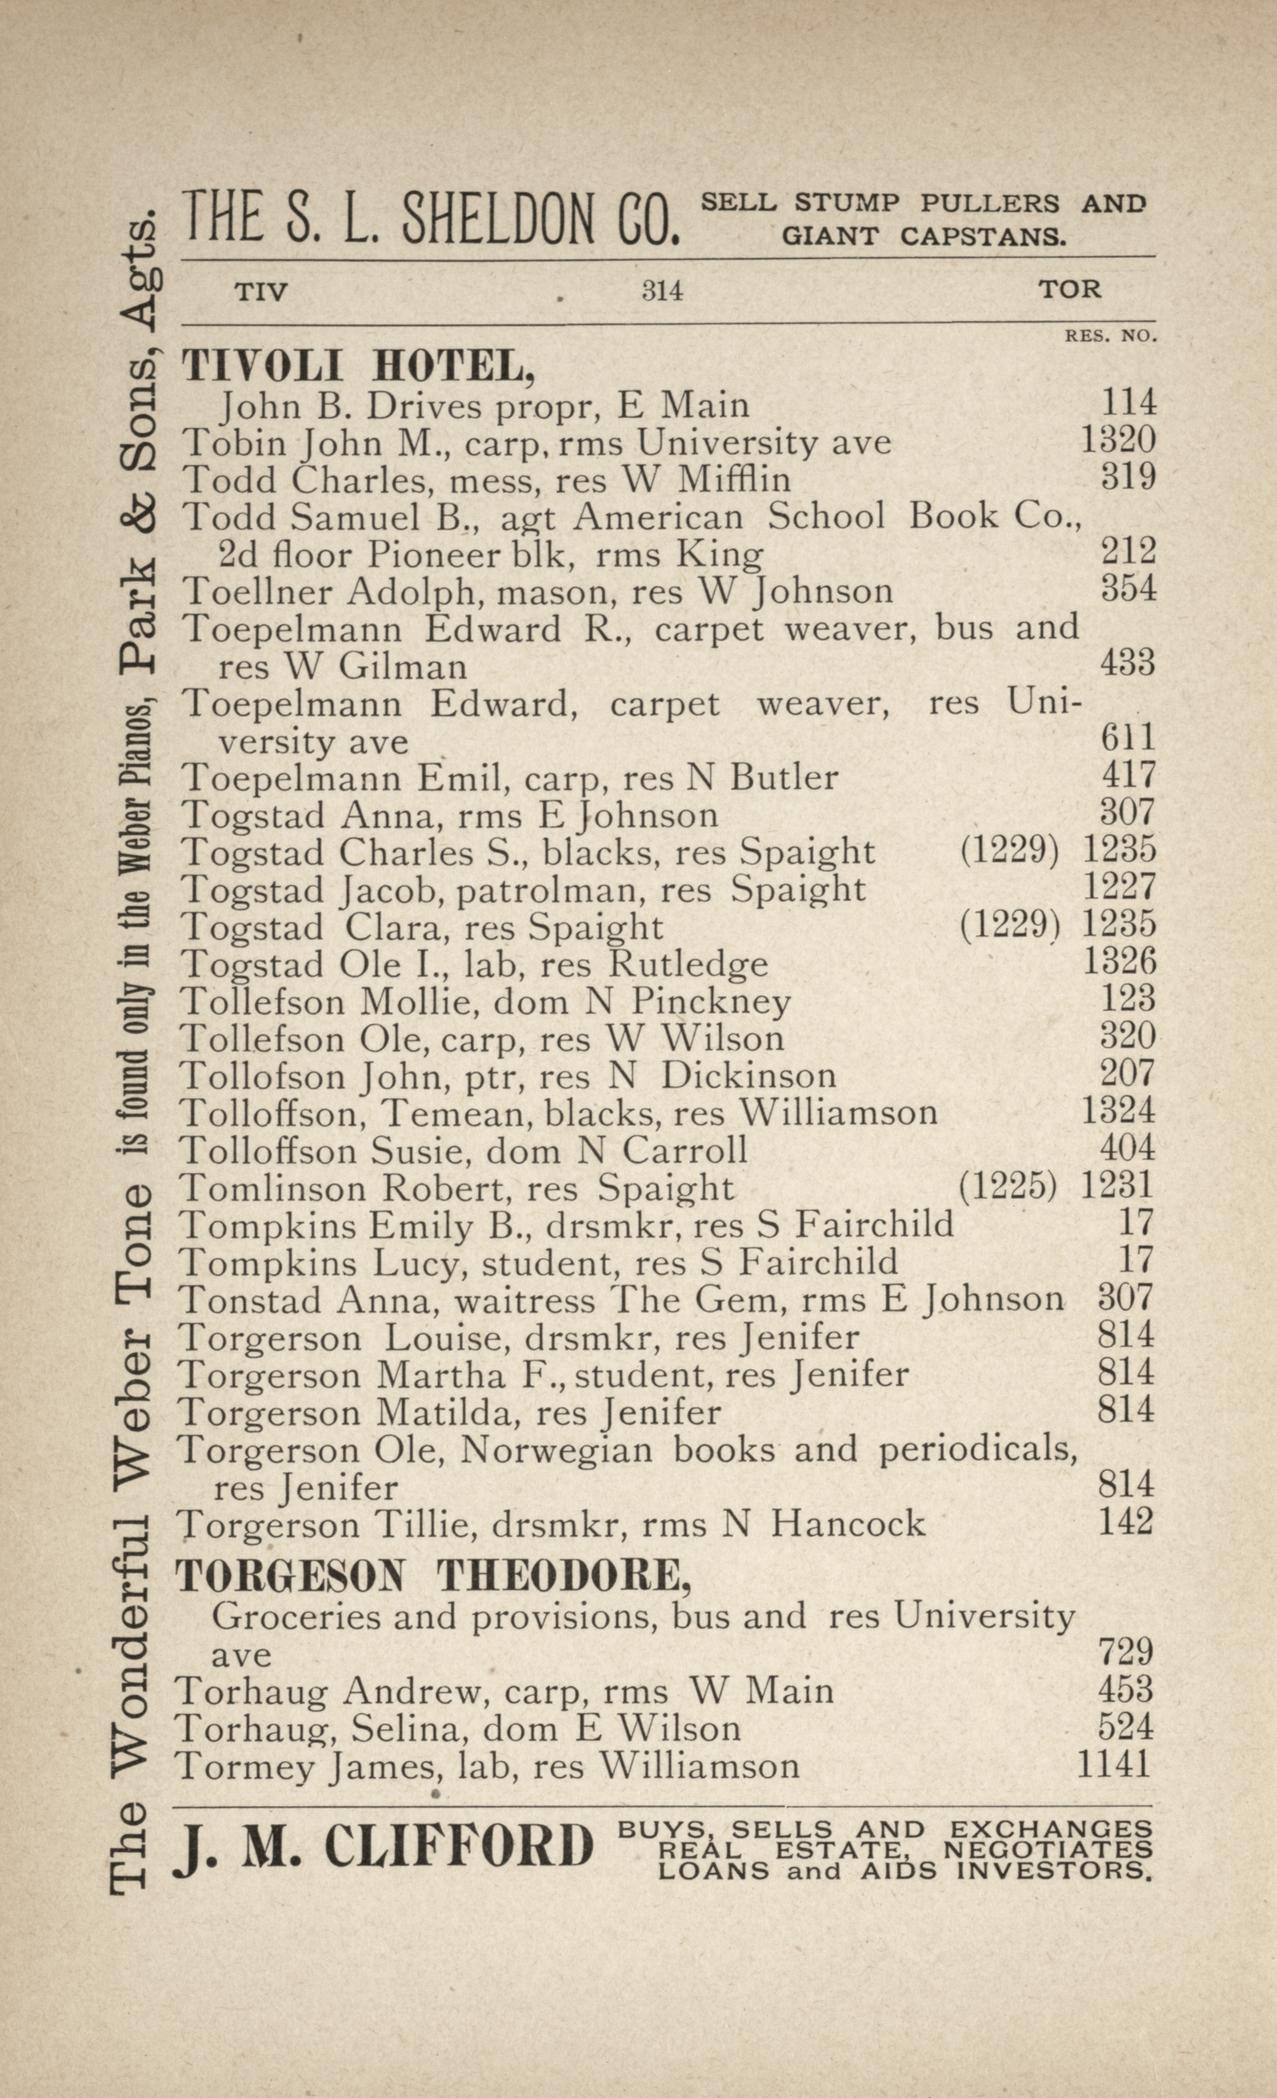 THE S. L. SHELDON CO. SELL STUMP PULLERS AND
GIANT CAPSTANS.
TIV 314 TOR
RES. NO.
TIVOLI HOTEL,
John B. Drives propr, E Main 114
Tobin John M., carp, rms University ave 1320
Todd Charles, mess, res W Mifflin 319
Todd Samuel B., agt American School Book Co.,
2d floor Pioneer blk, rms King 212
Toellner Adolph, mason, res W Johnson 354
Toepelmann Edward R., carpet weaver, bus and
res W Gilman 433
Toepelmann Edward, carpet weaver, res Uni-
versity ave 611
Toepelmann Emil, carp, res N Butler 417
Togstad Anna, rms E Johnson 307
Togstad Charles S., blacks, res Spaight (1229) 1235
Togstad Jacob, patrolman, res Spaight 1227
Togstad Clara, res Spaight (1229) 1235
Togstad Ole I., lab, res Rutledge 1326
Tollefson Mollie, dom N Pinckney 123
Tollefson Ole, carp, res W Wilson 320
Tollofson John, ptr, res N Dickinson 207
Tolloffson, Temean, blacks, res Williamson 1324
Tolloffson Susie, dom N Carroll 404
Tomlinson Robert, res Spaight (1225) 1231
Tompkins Emily B., drsmkr, res S Fairchild 17
Tompkins Lucy, student, res S Fairchild 17
Tonstad Anna, waitress The Gem, rms E Johnson 307
Torgerson Louise, drsmkr, res Jenifer 814
Torgerson Martha F., student, res Jenifer 814
Torgerson Matilda, res Jenifer 814
Torgerson Ole, Norwegian books and periodicals,
res Jenifer 814
Torgerson Tillie, drsmkr, rms N Hancock 142
TORGESON THEODORE,
Groceries and provisions, bus and res University
ave 729
Torhaug Andrew, carp, rms W Main 453
Torhaug, Selina, dom E Wilson 524
Tormey James, lab, res Williamson 1141
J. M. CLIFFORD BUYS, SELLS AND EXCHANGES
REAL ESTATE, NEGOTIATES
LOANS and AIDS INVESTORS.
The Wonderful Weber Tone is found only in the Weber Pianos, Park & Sons, Agts.